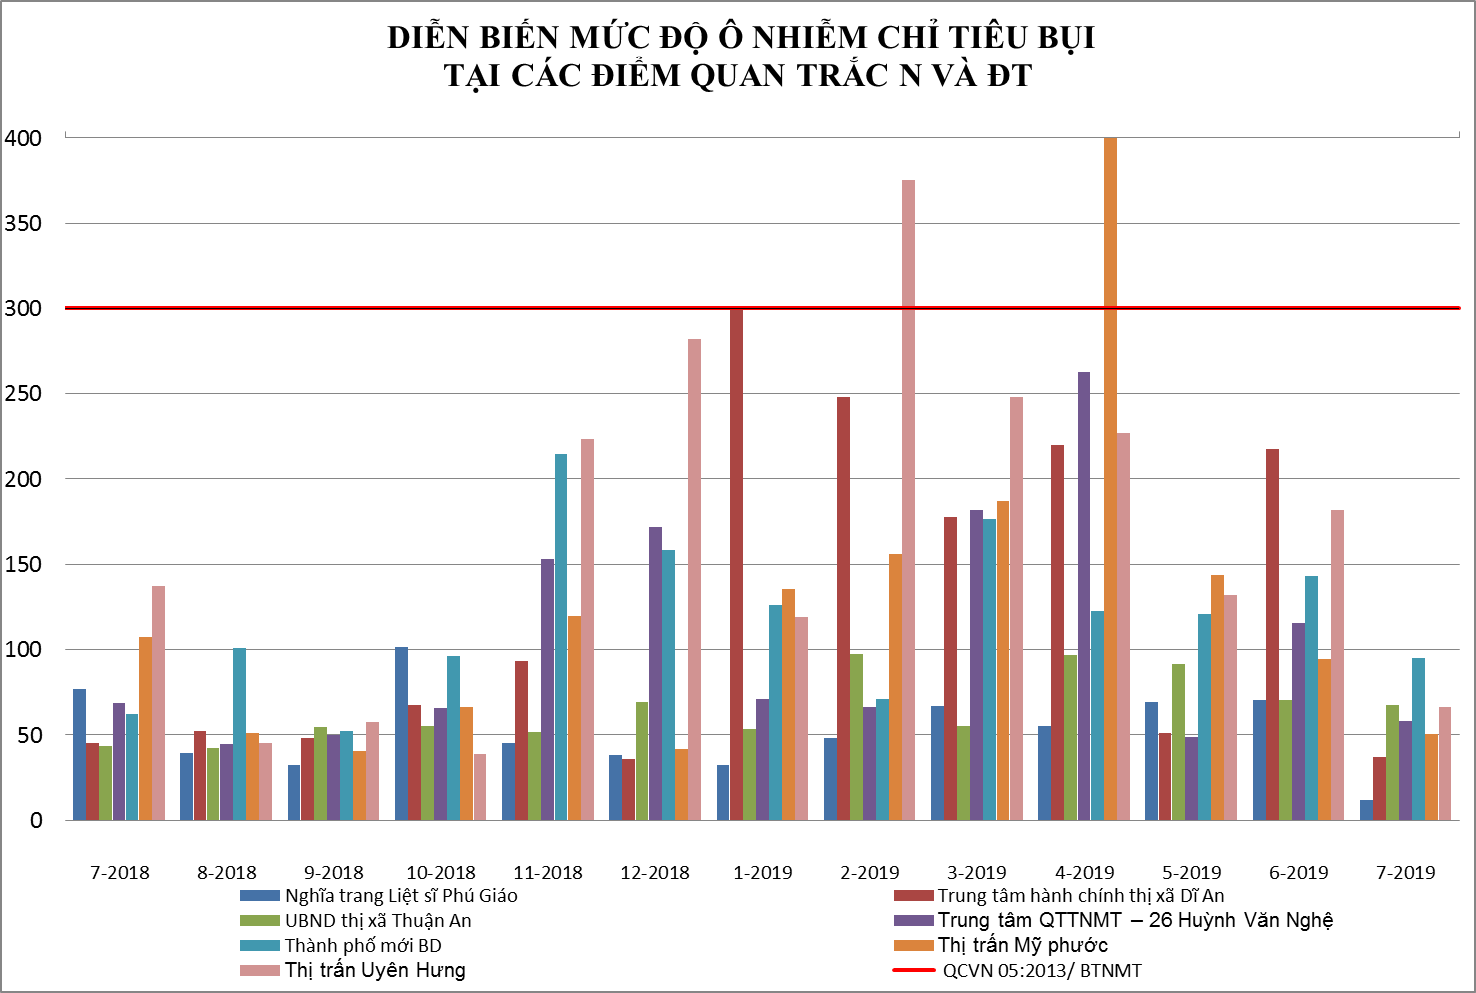 DIỄN BIẾN MỨC ĐỘ Ô NHIỄM CHỈ TIÊU BỤI
TẠI CÁC ĐIỂM QUAN TRẮC N VÀ ĐT
400
350
300
250
200
150
100
50
0
7-2018 8-2018 9-2018 10-2018 11-2018 12-2018 1-2019 2-2019 3-2019 4-2019 5-2019 6-2019 7-2019
Nghĩa trang Liệt sĩ Phú Giáo
Trung tâm hành chính thị xã Dĩ An
UBND thị xã Thuận An
Trung tâm QTTNMT – 26 Huỳnh Văn Nghệ
Thành phố mới BD
Thị trấn Mỹ phước
Thị trấn Uyên Hưng
QCVN 05:2013/ BTNMT